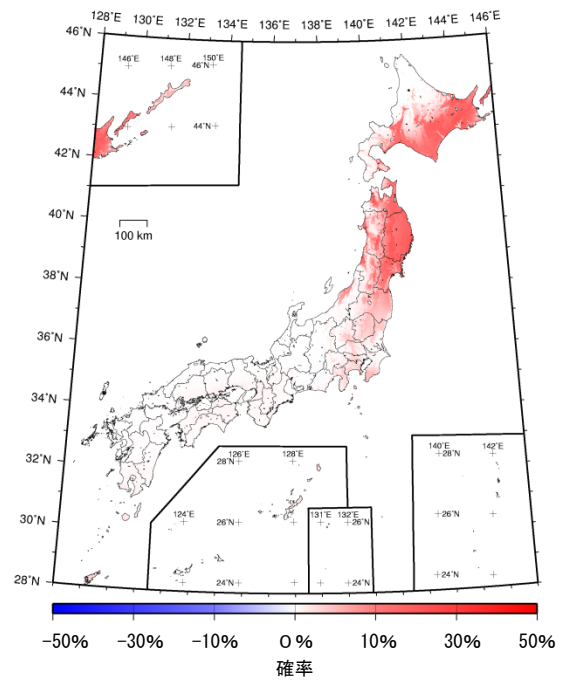 128°E 130°E 132°E 134°E 136°E 138°E 140°E 142°E 144°E 146°E
46°N
146°E 148°E 150°E
46°N
44°N
44°N
42°N
40°N
100 km
38°N
36°N
34°N
32°N
126°E 128°E
28°N
140°E 142°E
28°N
30°N
124°E
26°N
131°E 132°E
26°N
26°N
28°N
24°N
24°N
24°N
-50% -30% -10% 0% 10% 30% 50%
確率